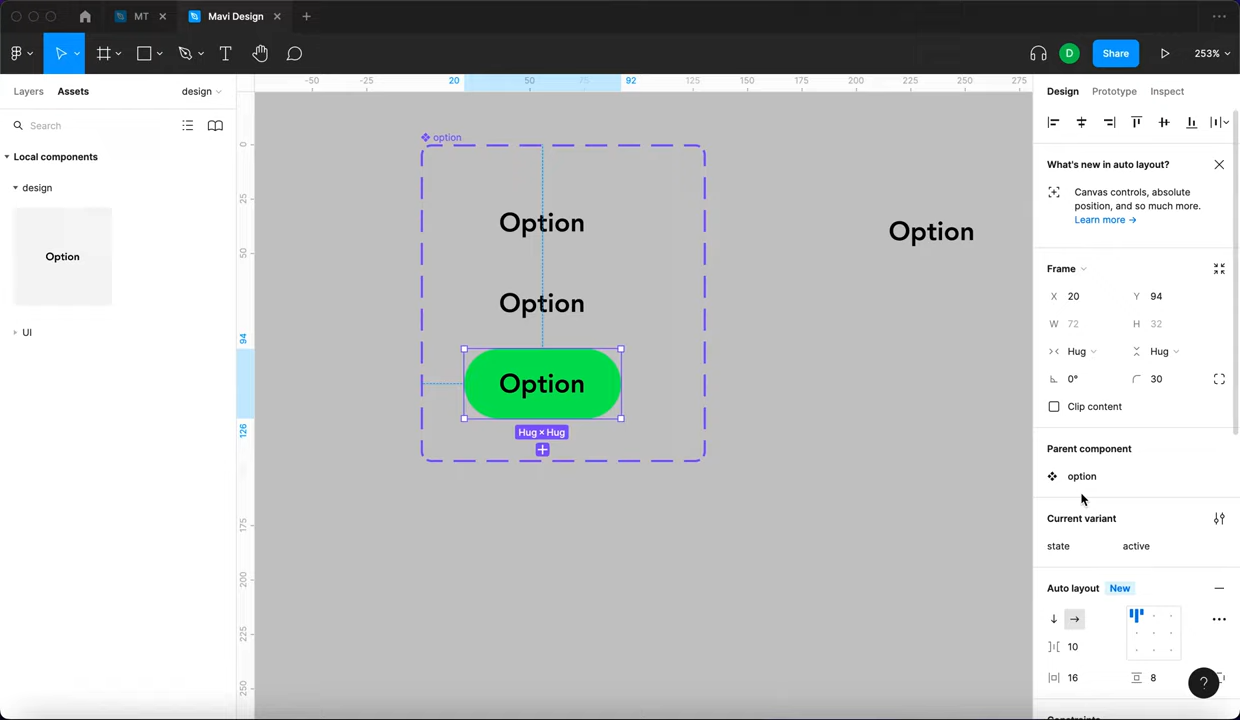 MT
Mavi Design
D
Share
253%
Layers
Assets
design
Search
Local components
design
Option
UI
-50
-25
20
50
75
92
125
150
175
200
225
250
275
0
25
50
94
126
175
200
225
250
option
Option
Option
Option
Hug × Hug
Option
Design
Prototype
Inspect
What's new in auto layout?
Canvas controls, absolute
position, and so much more.
Learn more →
Frame
X 20
Y 94
W 72
H 32
Hug
Hug
0°
30
Clip content
Parent component
option
Current variant
state
active
Auto layout
New
10
16
8
?